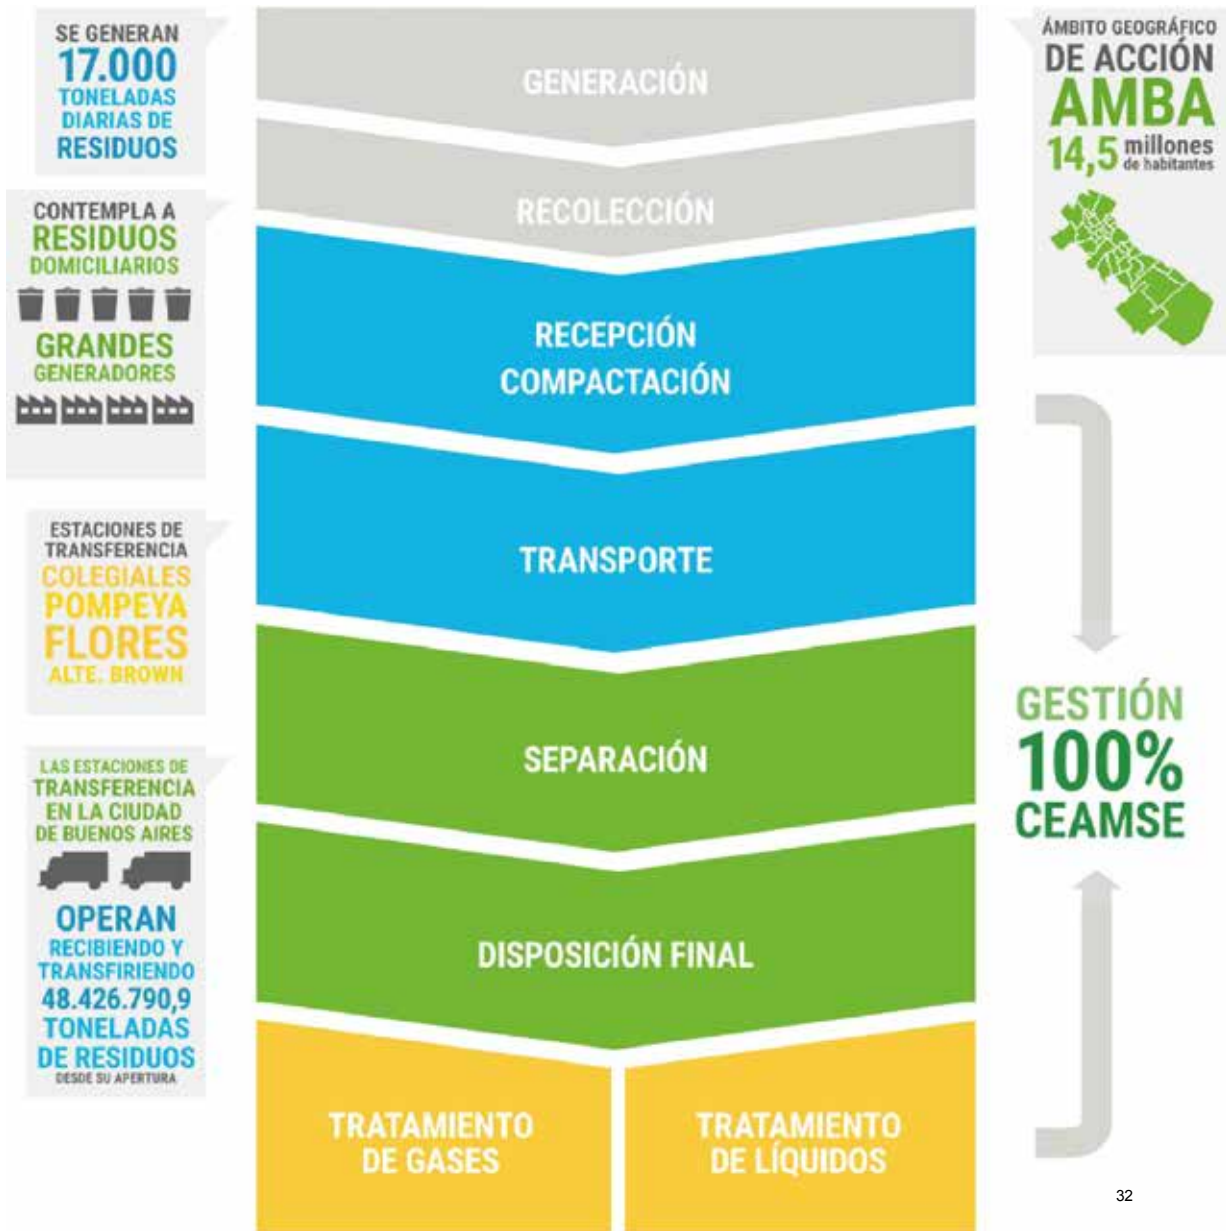 SE GENERAN
17.000
TONELADAS
DIARIAS DE
RESIDUOS
CONTEMPLA A
RESIDUOS
DOMICILIARIOS
GRANDES
GENERADORES
ESTACIONES DE
TRANSFERENCIA
COLEGIALES
POMPEYA
FLORES
ALTE. BROWN
LAS ESTACIONES DE
TRANSFERENCIA
EN LA CIUDAD
DE BUENOS AIRES
OPERAN
RECIBIENDO Y
TRANSFIRIENDO
48.426.790,9
TONELADAS
DE RESIDUOS
DESDE SU APERTURA
GENERACIÓN
RECOLECCIÓN
RECEPCIÓN
COMPACTACIÓN
TRANSPORTE
SEPARACIÓN
DISPOSICIÓN FINAL
TRATAMIENTO
DE GASES
TRATAMIENTO
DE LÍQUIDOS
ÁMBITO GEOGRÁFICO
DE ACCIÓN
AMBA
14,5 millones
de habitantes
GESTIÓN
100%
CEAMSE
32